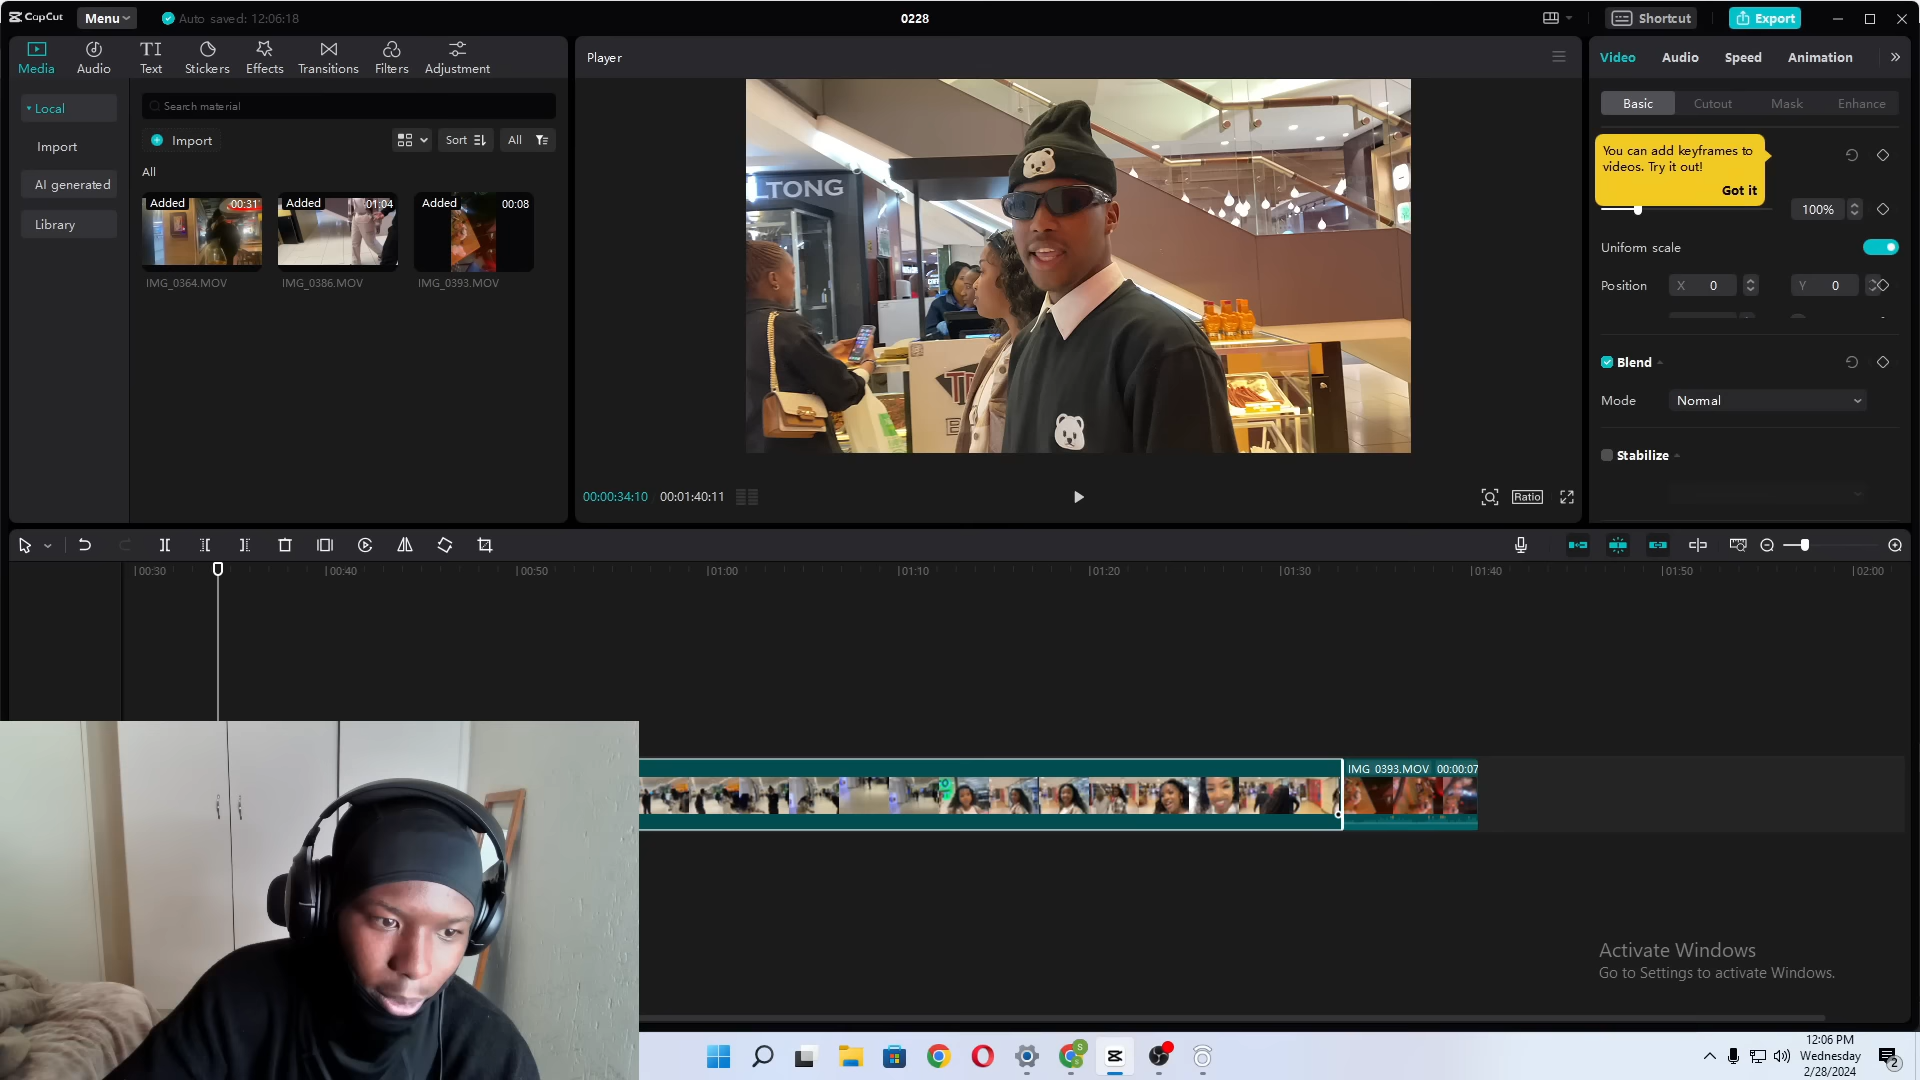 CapCut
Menu
Auto saved: 12:06:18
0228
Shortcut
Export
Media
Audio
Text
Stickers
Effects
Transitions
Filters
Adjustment
Local
Import
AI generated
Library
Search material
Import
Sort
All
All
Added
00:31
Added
01:04
Added
00:08
IMG_0364.MOV
IMG_0386.MOV
IMG_0393.MOV
Player
LTONG
00:00:34:10
00:01:40:11
Ratio
Video
Audio
Speed
Animation
Basic
Cutout
Mask
Enhance
You can add keyframes to
videos. Try it out!
Got it
100%
Uniform scale
Position
X 0
Y 0
Blend
Mode
Normal
Stabilize
00:30
00:40
00:50
01:00
01:10
01:20
01:30
01:40
01:50
02:00
IMG_0393.MOV 00:00:07
Activate Windows
Go to Settings to activate Windows.
12:06 PM
Wednesday
2/28/2024
2